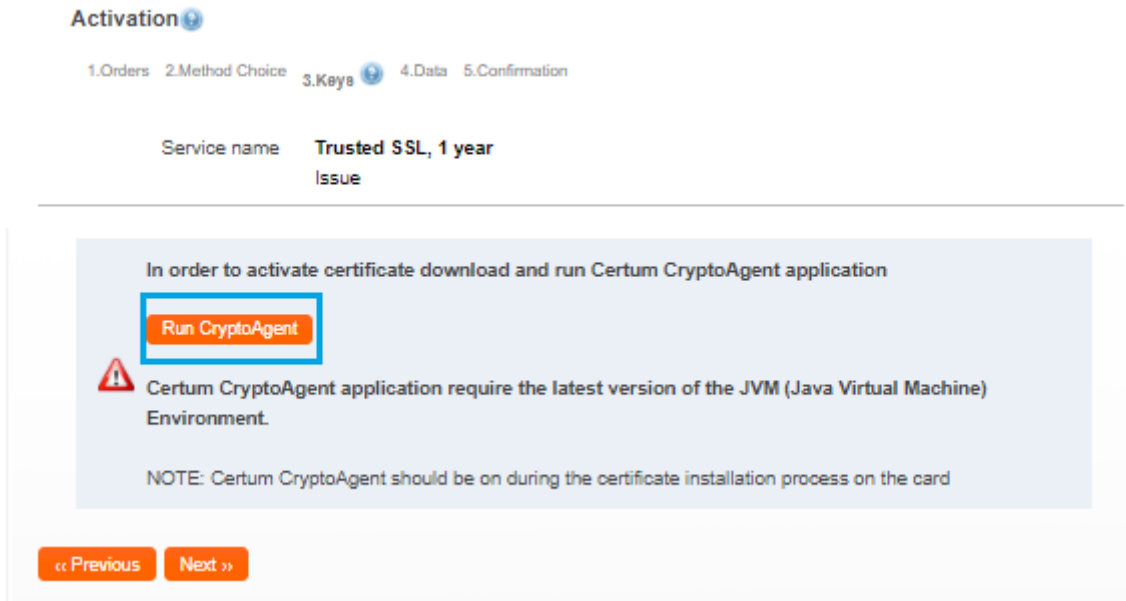 Activation
1.Orders 2.Method Choice 3.Keys 4.Data 5.Confirmation
Service name Trusted SSL, 1 year
Issue
In order to activate certificate download and run Certum CryptoAgent application
Run CryptoAgent
Certum CryptoAgent application require the latest version of the JVM (Java Virtual Machine)
Environment.
NOTE: Certum CryptoAgent should be on during the certificate installation process on the card
‹‹ Previous Next ››